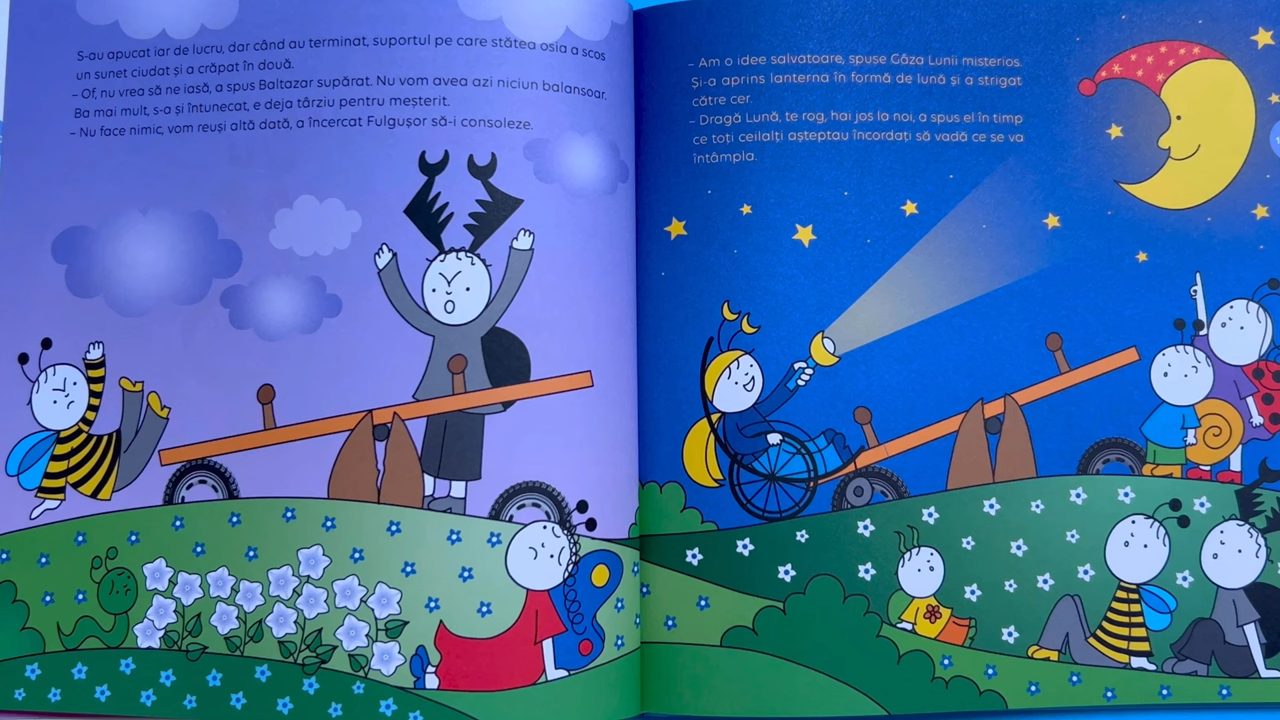 S-au apucat iar de lucru, dar când au terminat, suportul pe care stătea osia a scos
un sunet ciudat și a crăpat în două.
– Of, nu vrea să ne iasă, a spus Baltazar supărat. Nu vom avea azi niciun balansoar.
Ba mai mult, s-a și întunecat, e deja târziu pentru meșterit.
– Nu face nimic, vom reuși altă dată, a încercat Fulgușor să-i consoleze.
– Am o idee salvatoare, spuse Gâza Lunii misterios.
Și-a aprins lanterna în formă de lună și a strigat
către cer.
– Dragă Lună, te rog, hai jos la noi, a spus el în timp
ce toți ceilalți așteptau încordați să vadă ce se va
întâmpla.